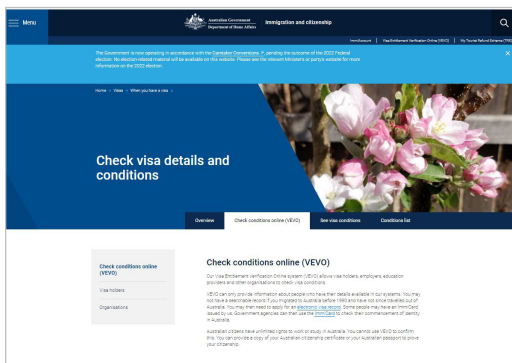 Menu
Australian Government
Department of Home Affairs
Immigration and citizenship
ImmiAccount
Visa Entitlement Verification Online (VEVO)
My Tourist Refund Scheme (TRS)
The Government is now operating in accordance with the Caretaker Conventions, pending the outcome of the 2022 Federal
election. No election related material will be available on this website. Please see the relevant Minister's or party's website for more
information on the 2022 election.
Home > Visas > When you have a visa >
Check visa details and
conditions
Overview
Check conditions online (VEVO)
See visa conditions
Conditions list
Check conditions online
(VEVO)
Visa holders
Organisations
Check conditions online (VEVO)
Our Visa Entitlement Verification Online system (VEVO) allows visa holders, employers, education
providers and other organisations to check visa conditions.
VEVO can only provide information about people who have their details available in our systems. You may
not have a searchable record if you migrated to Australia before 1990 and have not since travelled out of
Australia. You may then need to apply for an electronic visa record. Some people may have an ImmiCard
issued by us. Government agencies can then use the ImmiCard to check their commencement of identity
in Australia.
Australian citizens have unlimited rights to work or study in Australia. You cannot use VEVO to confirm
this. You can provide a copy of your Australian citizenship certificate or your Australian passport to prove
your citizenship.